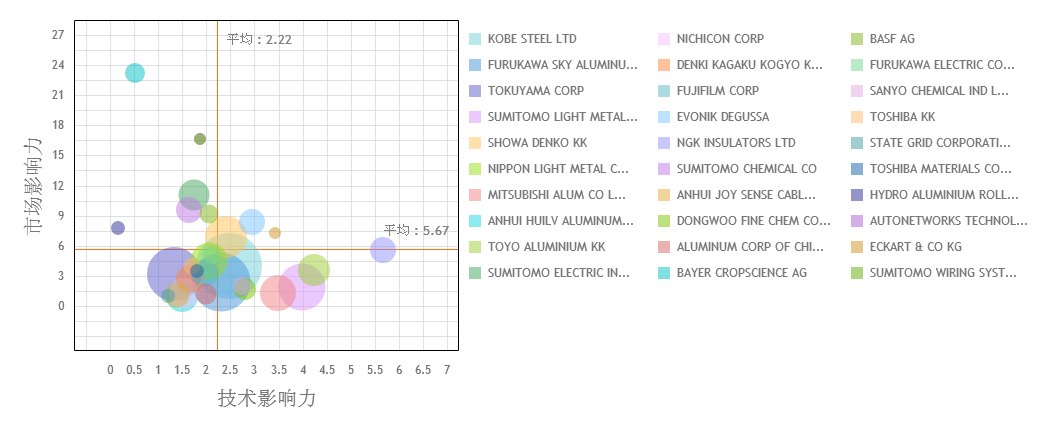 27
24
21
18
15
12
9
6
3
0
市场影响力
平均 : 2.22
平均 : 5.67
0 0.5 1 1.5 2 2.5 3 3.5 4 4.5 5 5.5 6 6.5 7
技术影响力
KOBE STEEL LTD NICHICON CORP BASF AG
FURUKAWA SKY ALUMINU... DENKI KAGAKU KOGYO K... FURUKAWA ELECTRIC CO...
TOKUYAMA CORP FUJIFILM CORP SANYO CHEMICAL IND L...
SUMITOMO LIGHT METAL... EVONIK DEGUSSA TOSHIBA KK
SHOWA DENKO KK NGK INSULATORS LTD STATE GRID CORPORATI...
NIPPON LIGHT METAL C... SUMITOMO CHEMICAL CO TOSHIBA MATERIALS CO...
MITSUBISHI ALUM CO L... ANHUI JOY SENSE CABL... HYDRO ALUMINIUM ROLL...
ANHUI HUILV ALUMINUM... DONGWOO FINE CHEM CO... AUTONETWORKS TECHNOL...
TOYO ALUMINIUM KK ALUMINUM CORP OF CHI... ECKART & CO KG
SUMITOMO ELECTRIC IN... BAYER CROPSCIENCE AG SUMITOMO WIRING SYST...